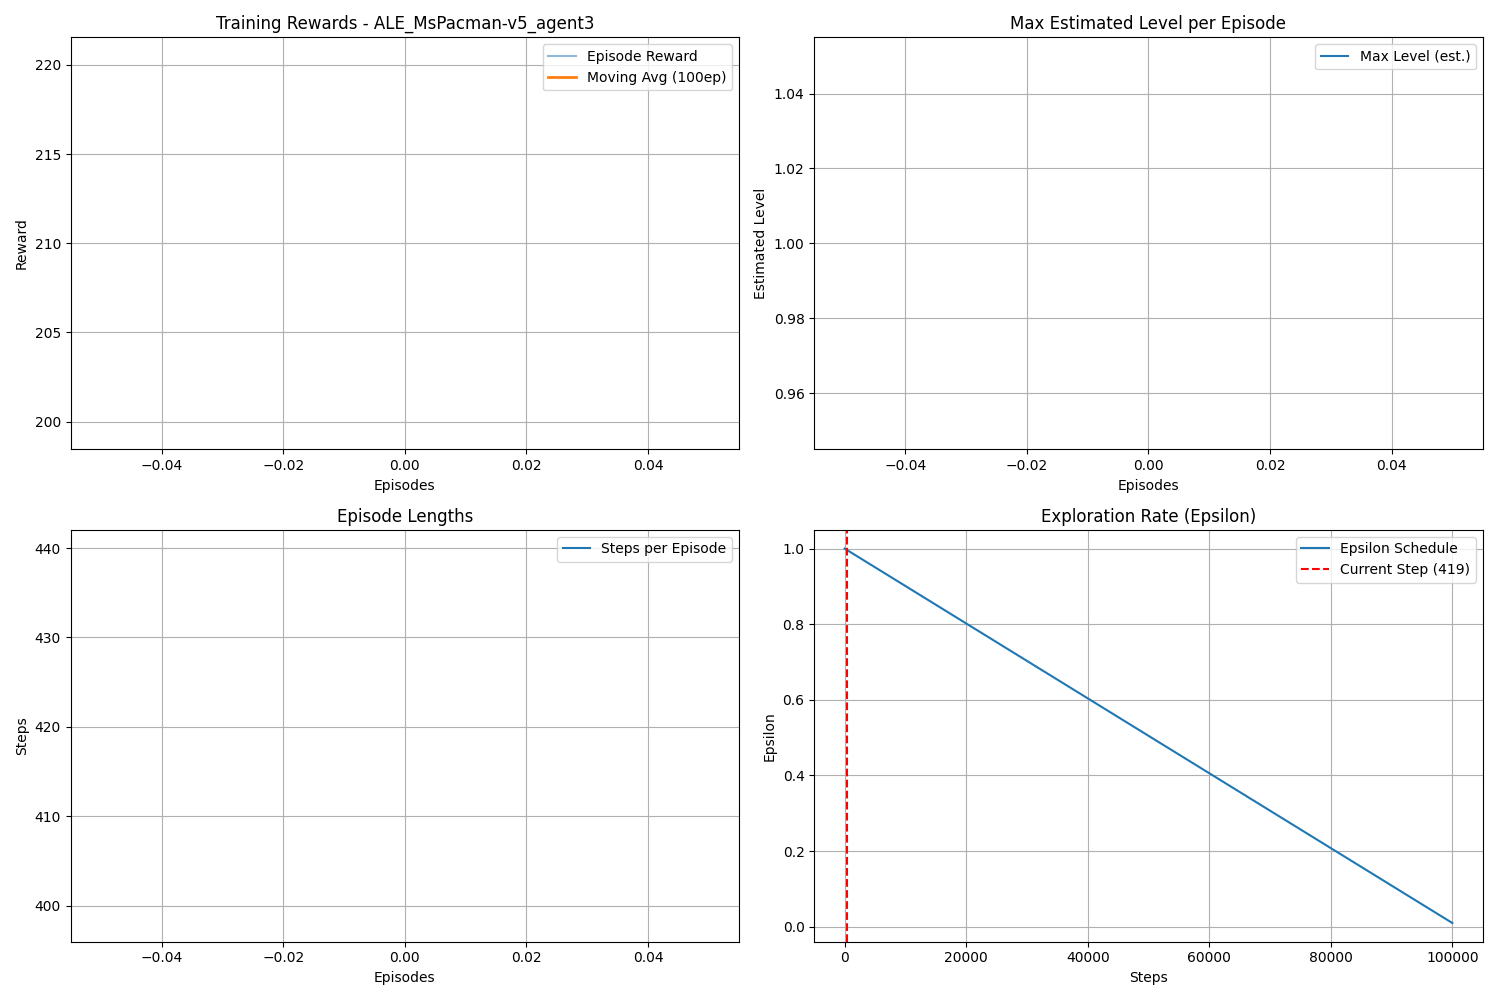 Training Rewards - ALE_MsPacman-v5_agent3
Episode Reward
Moving Avg (100ep)
220
215
210
205
200
Reward
−0.04
−0.02
0.00
0.02
0.04
Episodes
Max Estimated Level per Episode
Max Level (est.)
1.04
1.02
1.00
0.98
0.96
Estimated Level
−0.04
−0.02
0.00
0.02
0.04
Episodes
Episode Lengths
Steps per Episode
440
430
420
410
400
Steps
−0.04
−0.02
0.00
0.02
0.04
Episodes
Exploration Rate (Epsilon)
Epsilon Schedule
Current Step (419)
1.0
0.8
0.6
0.4
0.2
0.0
Epsilon
0
20000
40000
60000
80000
100000
Steps